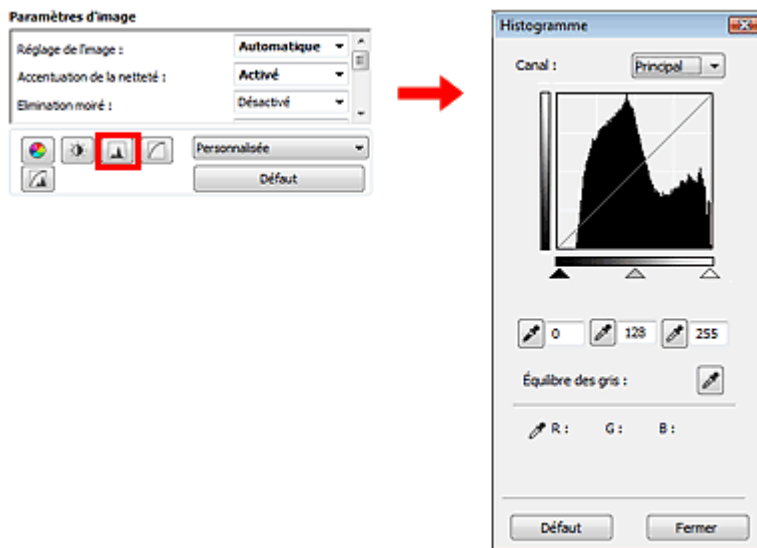 Paramètres d'image
Réglage de l'image : Automatique
Accentuation de la netteté : Activé
Elimination moiré : Désactivé
Personnalisée
Défaut
Histogramme
Canal : Principal
0 128 255
Équilibre des gris :
R : G : B :
Défaut Fermer